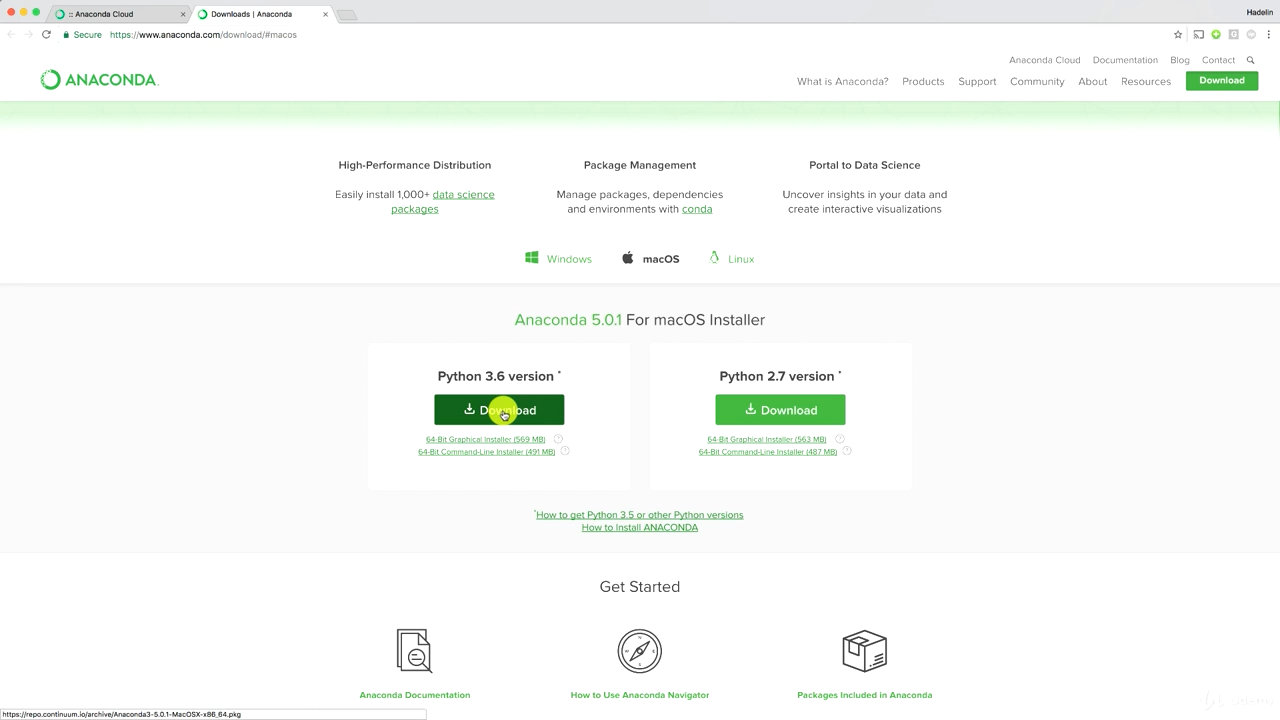 :: Anaconda Cloud
Downloads | Anaconda
Hadelin
Secure https://www.anaconda.com/download/#macos
Anaconda Cloud Documentation Blog Contact
ANACONDA.
What is Anaconda? Products Support Community About Resources Download
High-Performance Distribution
Easily install 1,000+ data science
packages
Package Management
Manage packages, dependencies
and environments with conda
Portal to Data Science
Uncover insights in your data and
create interactive visualizations
Windows macOS Linux
Anaconda 5.0.1 For macOS Installer
Python 3.6 version *
Download
64-Bit Graphical Installer (569 MB) ?
64-Bit Command-Line Installer (491 MB) ?
Python 2.7 version *
Download
64-Bit Graphical Installer (563 MB) ?
64-Bit Command-Line Installer (487 MB) ?
*How to get Python 3.5 or other Python versions
How to Install ANACONDA
Get Started
Anaconda Documentation
How to Use Anaconda Navigator
Packages Included in Anaconda
https://repo.continuum.io/archive/Anaconda3-5.0.1-MacOSX-x86_64.pkg